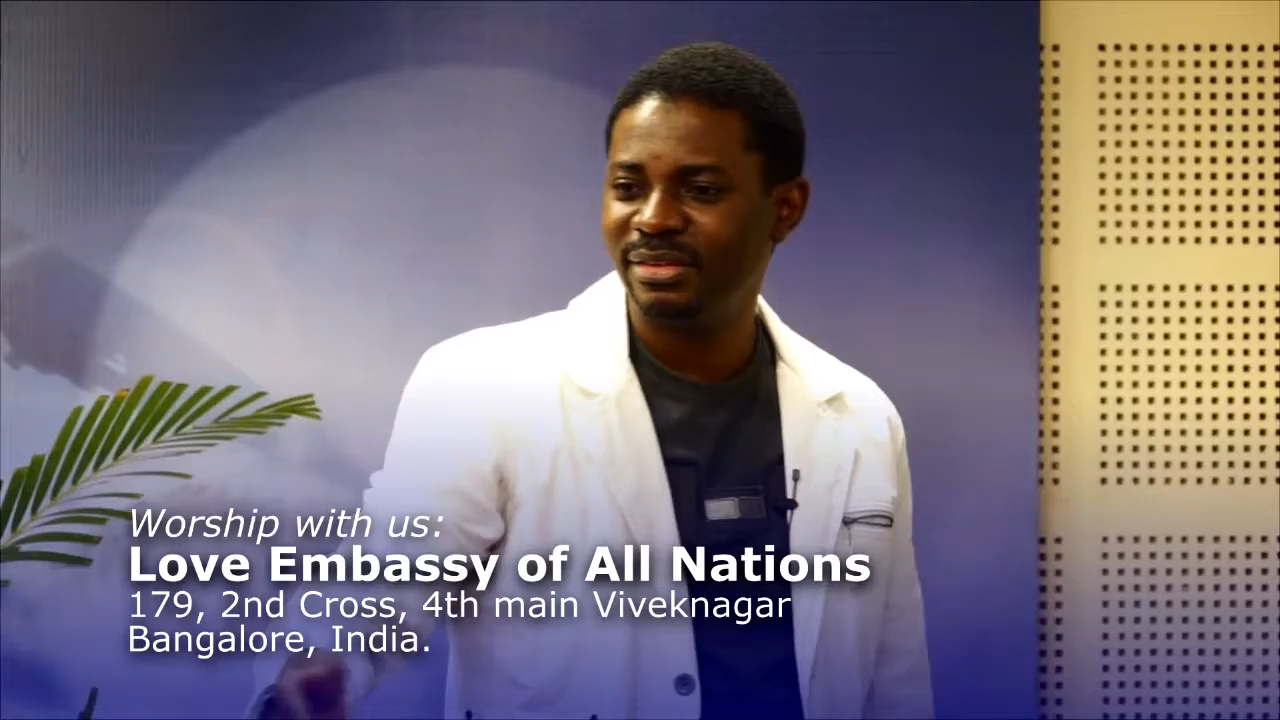 Worship with us:
Love Embassy of All Nations
179, 2nd Cross, 4th main Viveknagar
Bangalore, India.